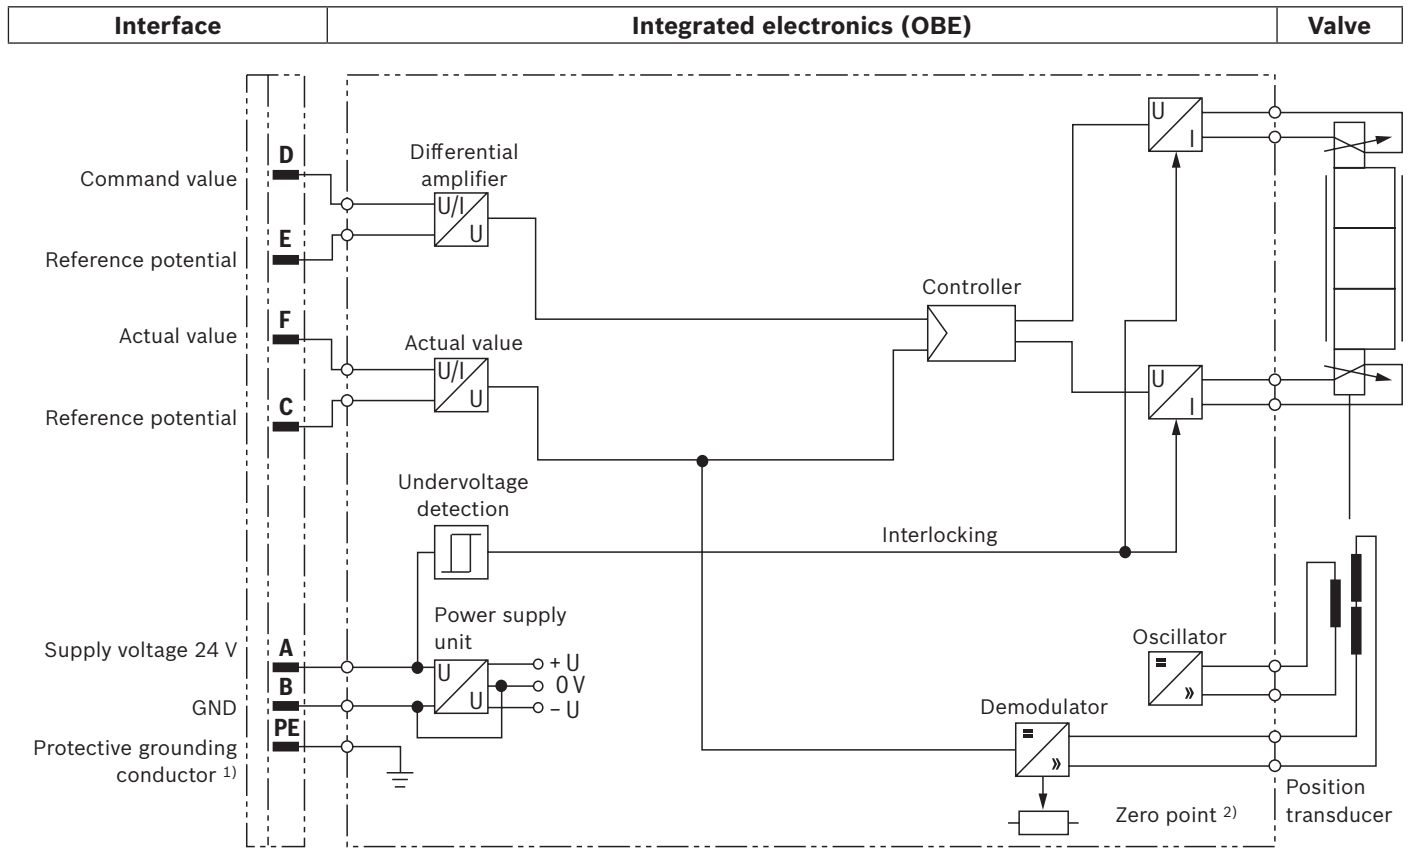 Interface
Integrated electronics (OBE)
Valve
D
Command value
E
Reference potential
F
Actual value
C
Reference potential
A
Supply voltage 24 V
B
GND
PE
Protective grounding
conductor 1)
Differential
amplifier
U/I
U
Actual value
U/I
U
Undervoltage
detection
Power supply
unit
U
U
+ U
0 V
– U
Controller
Interlocking
U
I
U
I
Oscillator
=
»
Demodulator
=
»
Zero point 2)
Position
transducer